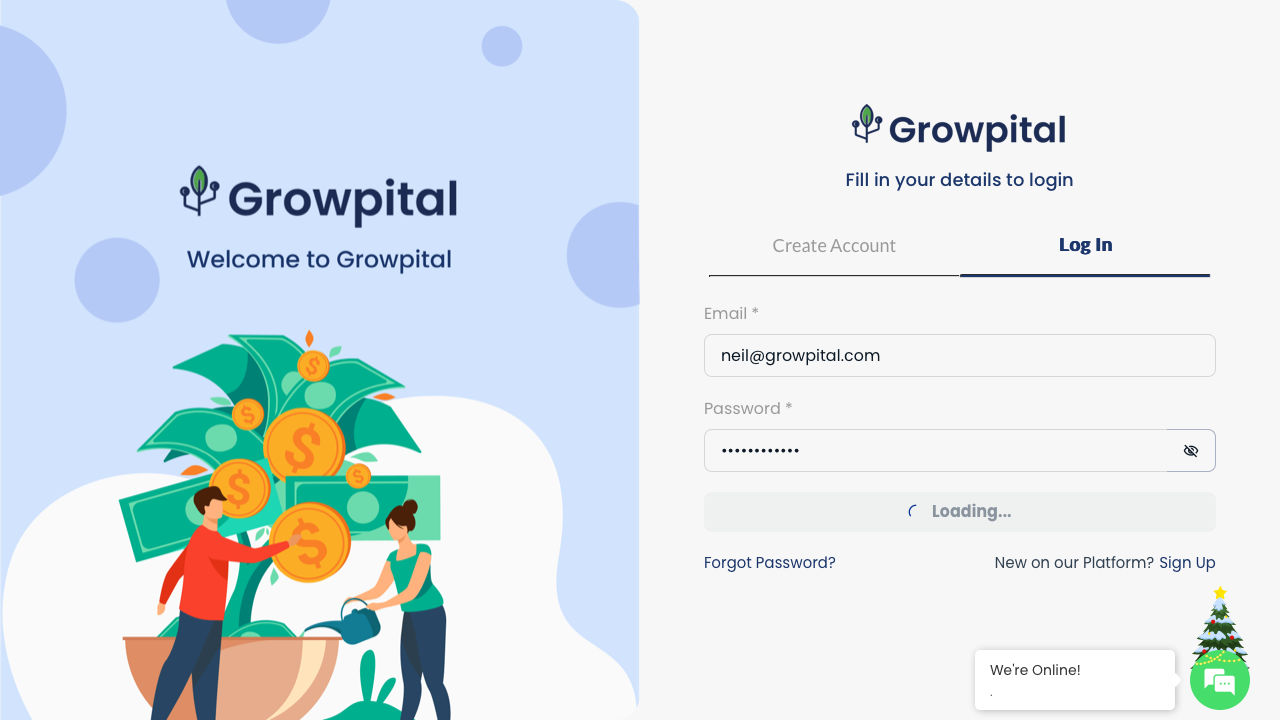 Growpital
Welcome to Growpital
Growpital
Fill in your details to login
Create Account
Log In
Email *
neil@growpital.com
Password *
••••••••••••
Loading...
Forgot Password?
New on our Platform? Sign Up
We're Online!
.